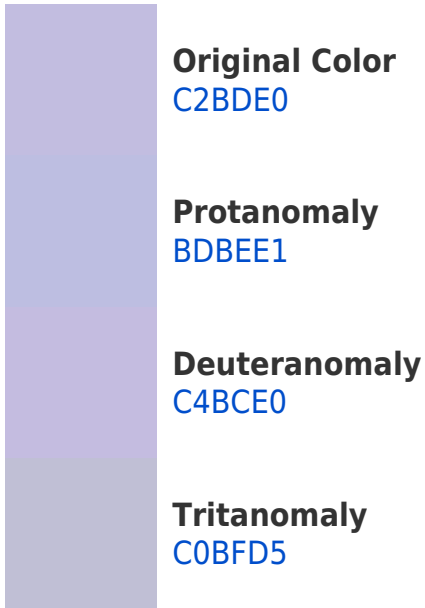 Original Color
C2BDE0
Protanomaly
BDBEE1
Deuteranomaly
C4BCE0
Tritanomaly
C0BFD5